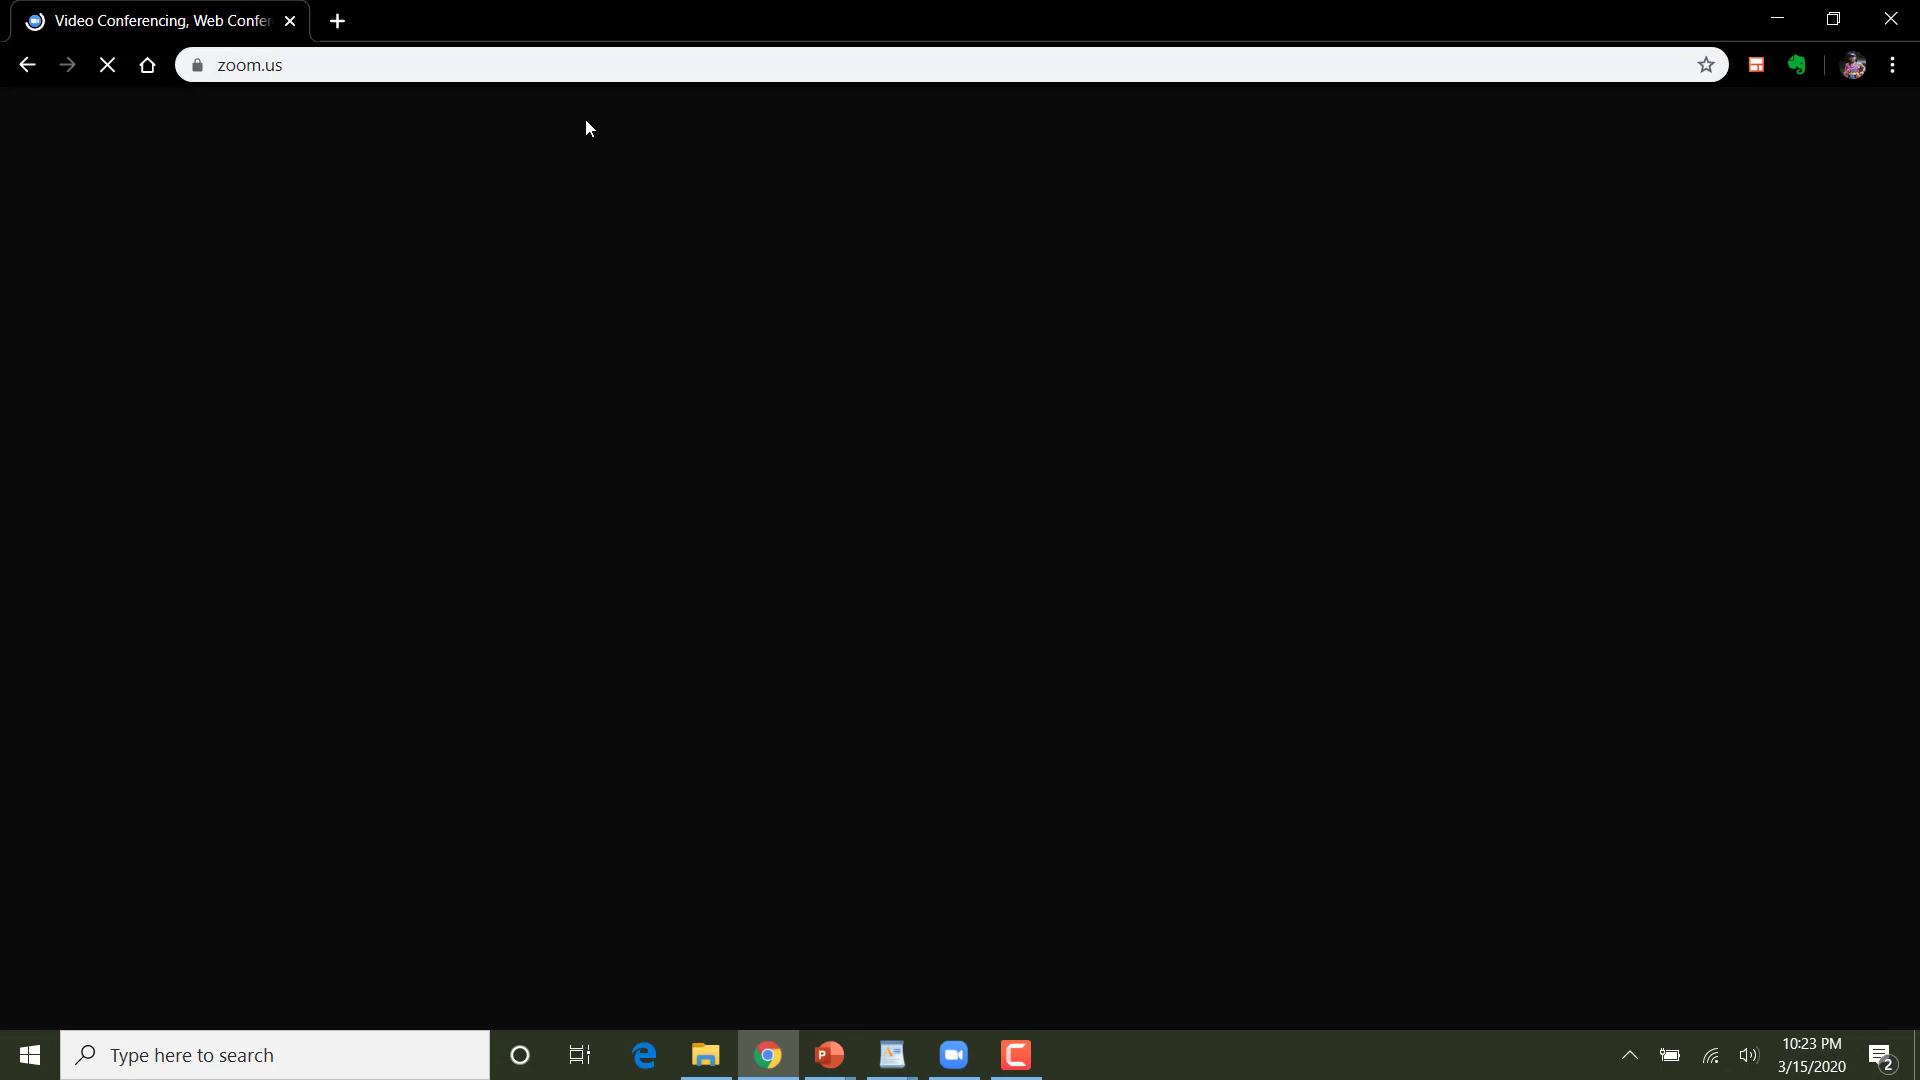 Video Conferencing, Web Confer
zoom.us
Type here to search
10:23 PM
3/15/2020
2